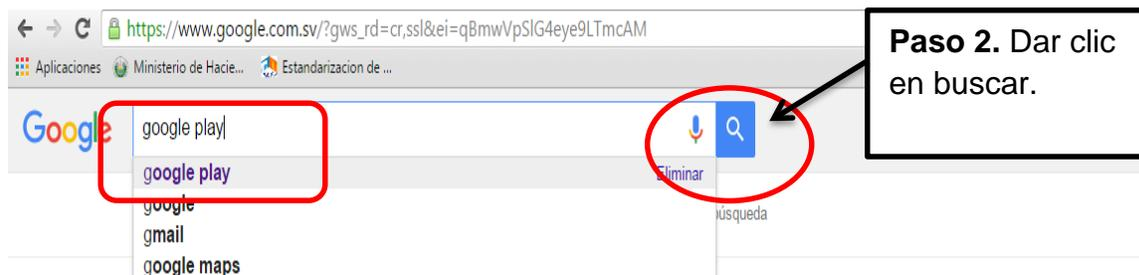 https://www.google.com.sv/?gws_rd=cr,ssl&ei=qBmwVpSlG4eye9LTmcAM
Aplicaciones Ministerio de Hacie... Estandarizacion de ...
Paso 2. Dar clic
en buscar.
Google google play
google play Eliminar
google
búsqueda
gmail
google maps